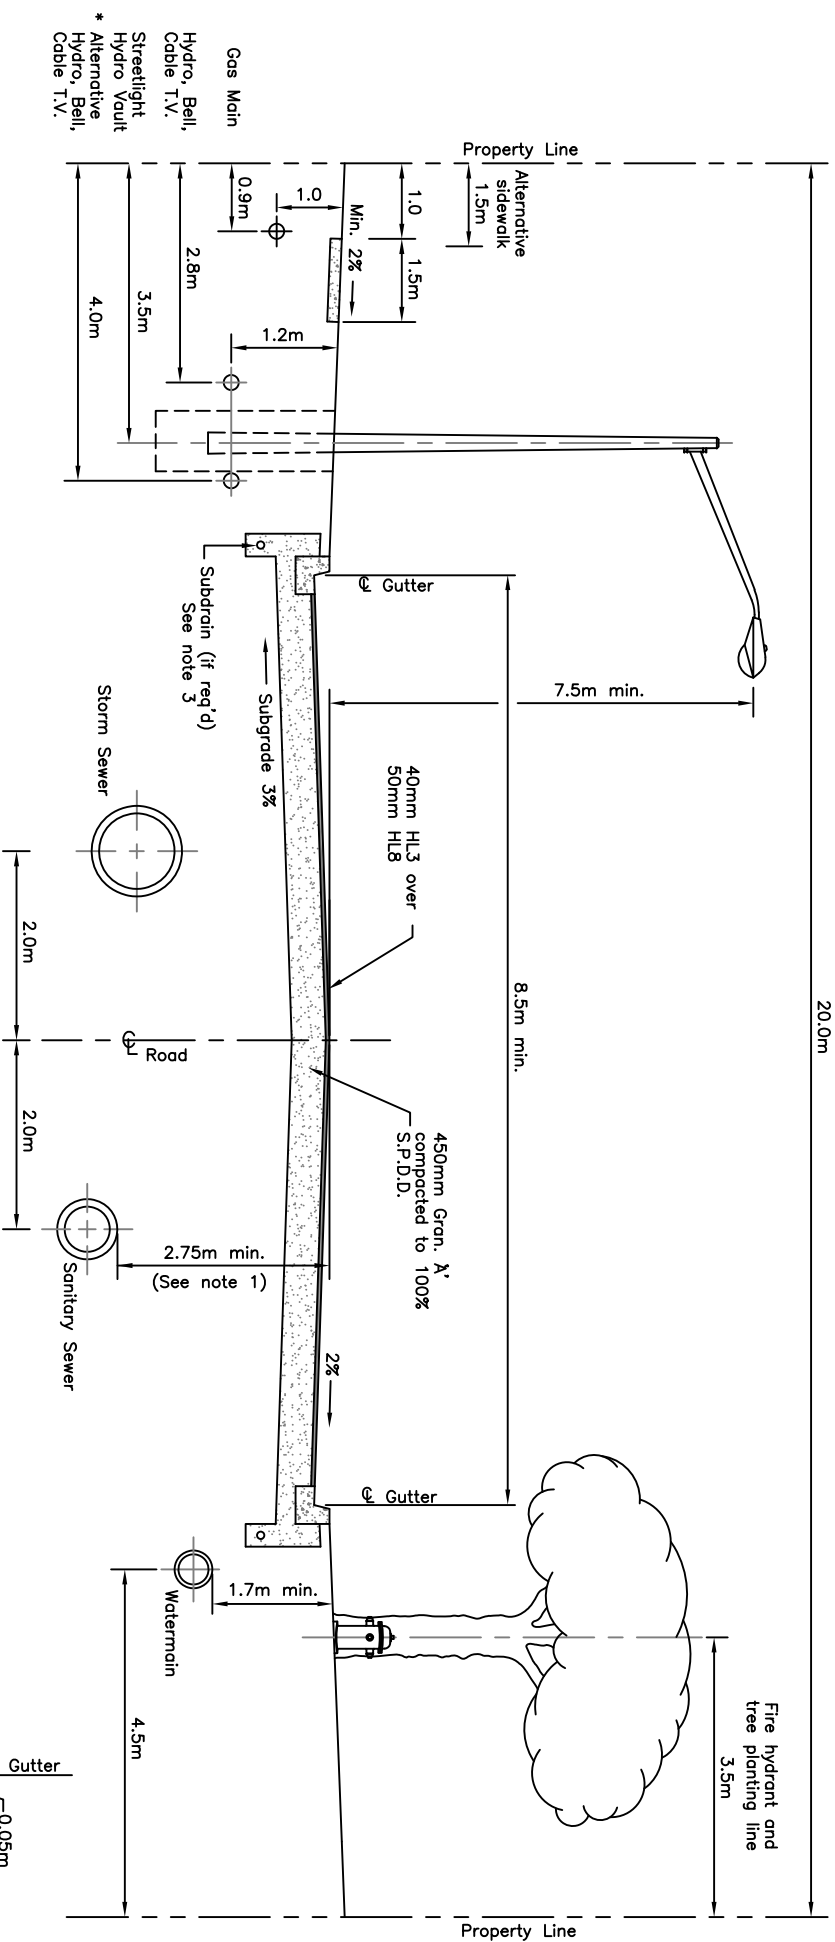 20.0m
Property Line
Alternative
sidewalk
1.5m
1.0
1.5m
Min. 2%
1.0
0.9m
Gas Main
Hydro, Bell,
Cable T.V.
Streetlight
Hydro Vault
* Alternative
Hydro, Bell,
Cable T.V.
2.8m
3.5m
4.0m
1.2m
℄ Gutter
7.5m min.
8.5m min.
Subdrain (if req'd)
See note 3
Subgrade 3%
40mm HL3 over
50mm HL8
450mm Gran. 'A'
compacted to 100%
S.P.D.D.
Storm Sewer
2.0m
℄ Road
2.0m
Sanitary Sewer
2.75m min.
(See note 1)
2%
℄ Gutter
1.7m min.
Watermain
4.5m
Fire hydrant and
tree planting line
3.5m
Property Line
Gutter
0.05m